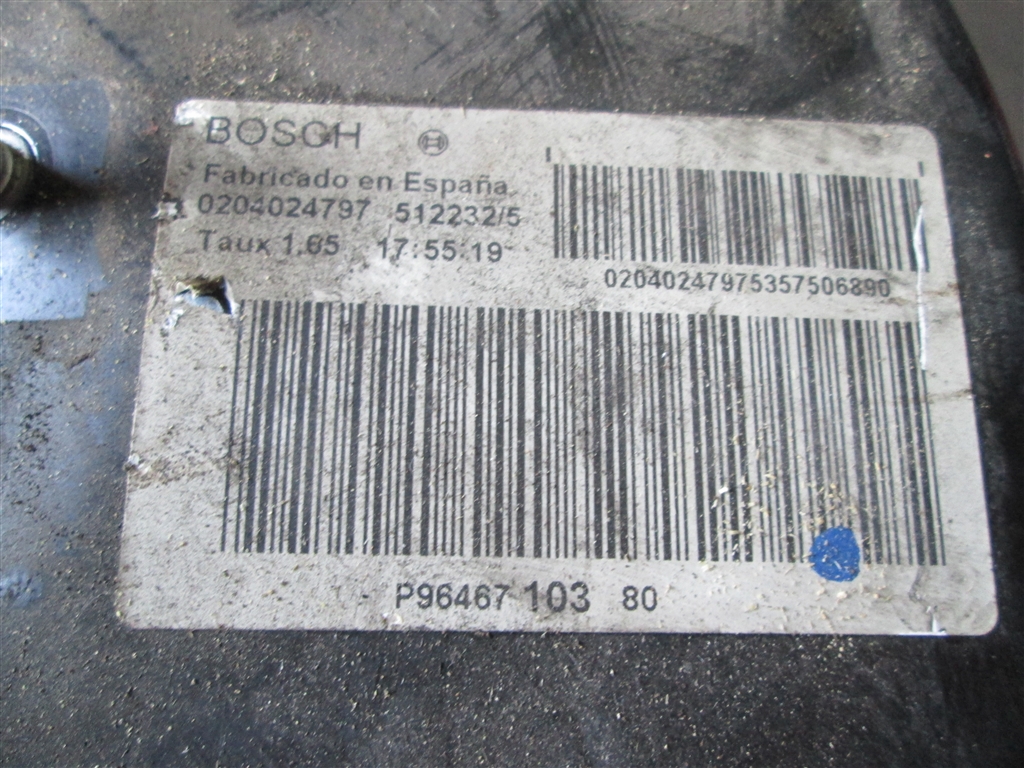 BOSCH
Fabricado en España
0204024797 512232/5
Taux 1.65 17:55:19
02040247975357506890
P96467 103 80